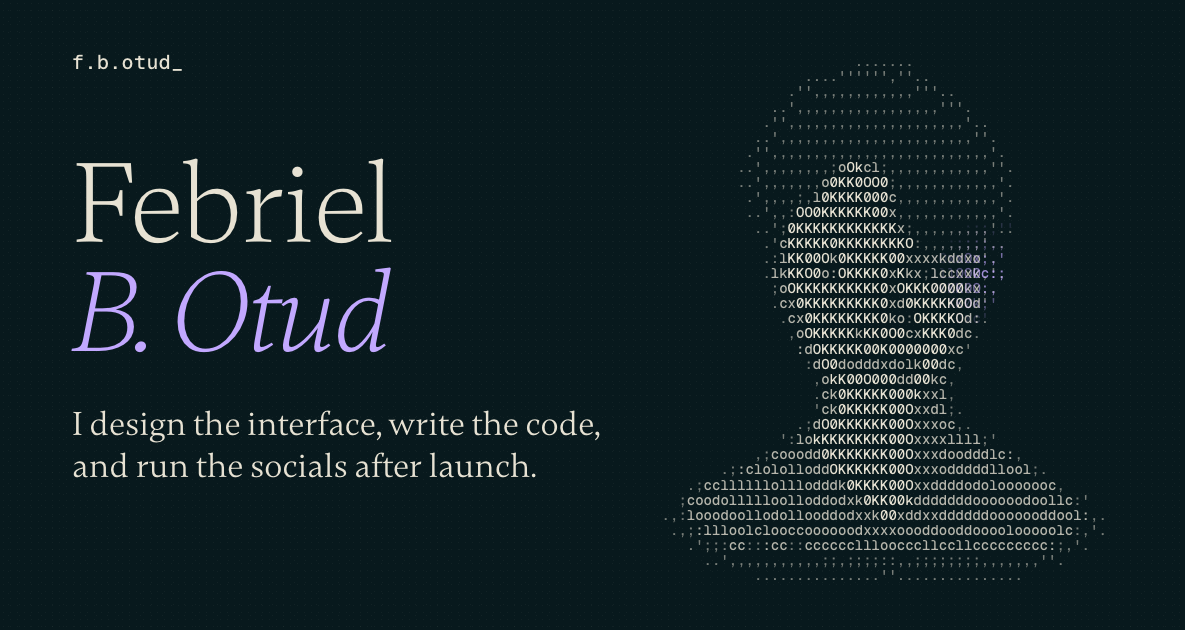 f.b.otud_
Febriel
B. Otud
I design the interface, write the code,
and run the socials after launch.